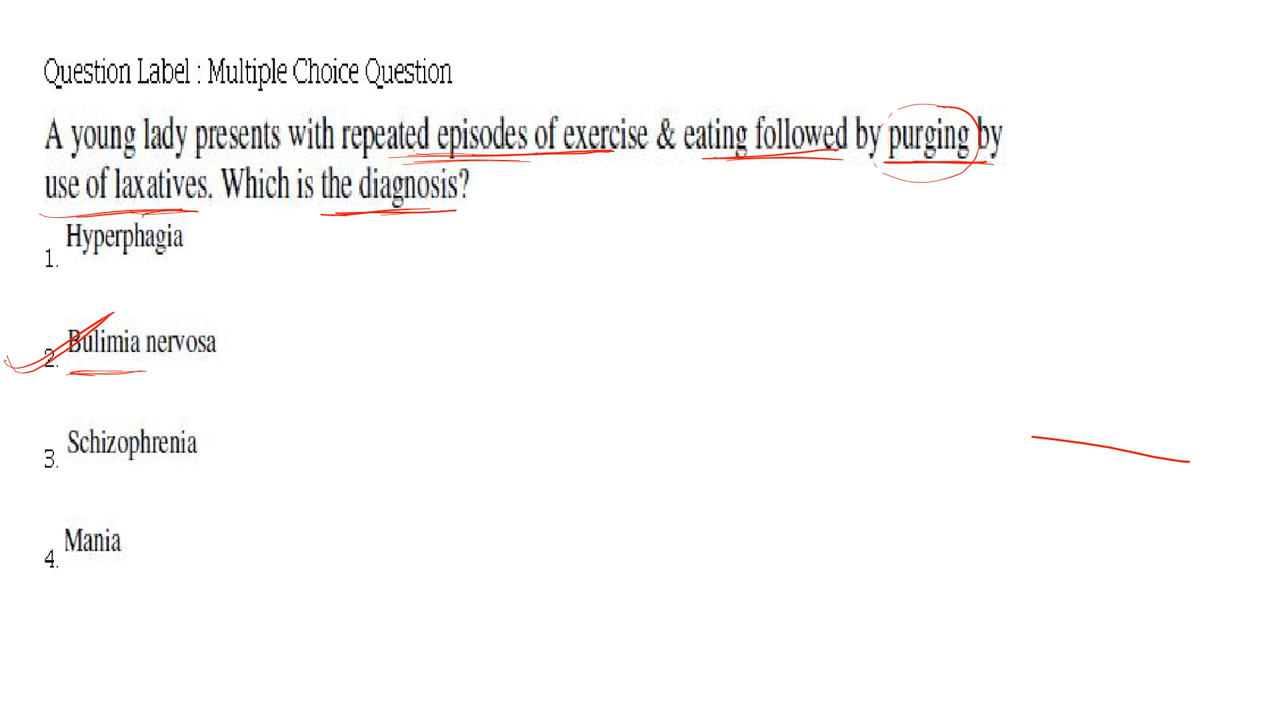 Question Label : Multiple Choice Question
A young lady presents with repeated episodes of exercise & eating followed by purging by
use of laxatives. Which is the diagnosis?
1. Hyperphagia
2. Bulimia nervosa
3. Schizophrenia
4. Mania